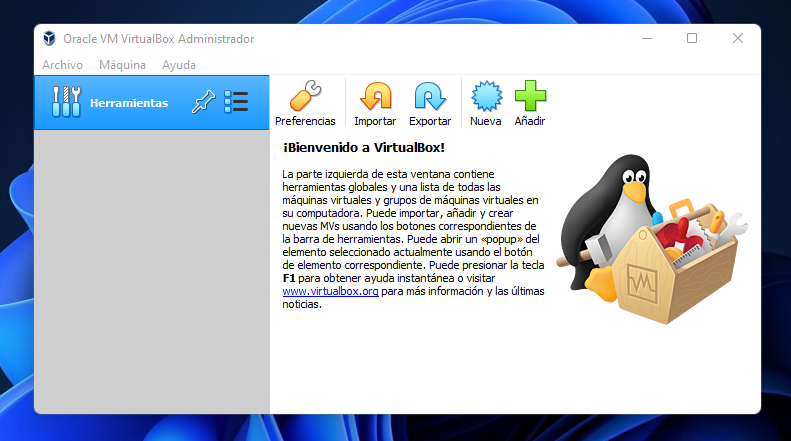 Oracle VM VirtualBox Administrador
Archivo Máquina Ayuda
Herramientas
Preferencias Importar Exportar Nueva Añadir
¡Bienvenido a VirtualBox!
La parte izquierda de esta ventana contiene
herramientas globales y una lista de todas las
máquinas virtuales y grupos de máquinas virtuales en
su computadora. Puede importar, añadir y crear
nuevas MVs usando los botones correspondientes de
la barra de herramientas. Puede abrir un «popup» del
elemento seleccionado actualmente usando el botón
de elemento correspondiente. Puede presionar la tecla
F1 para obtener ayuda instantánea o visitar
www.virtualbox.org para más información y las últimas
noticias.